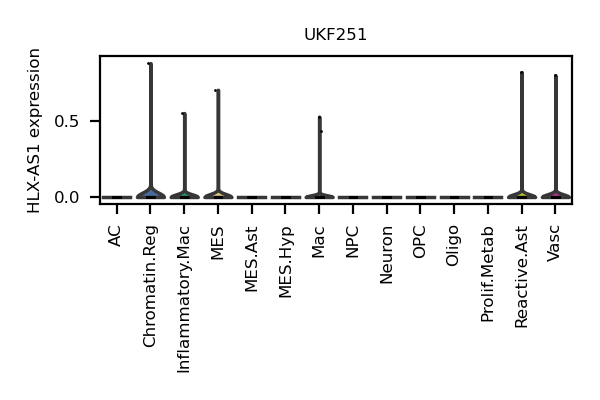 UKF251
HLX-AS1 expression
0.5
0.0
AC
Chromatin.Reg
Inflammatory.Mac
MES
MES.Ast
MES.Hyp
Mac
NPC
Neuron
OPC
Oligo
Prolif.Metab
Reactive.Ast
Vasc